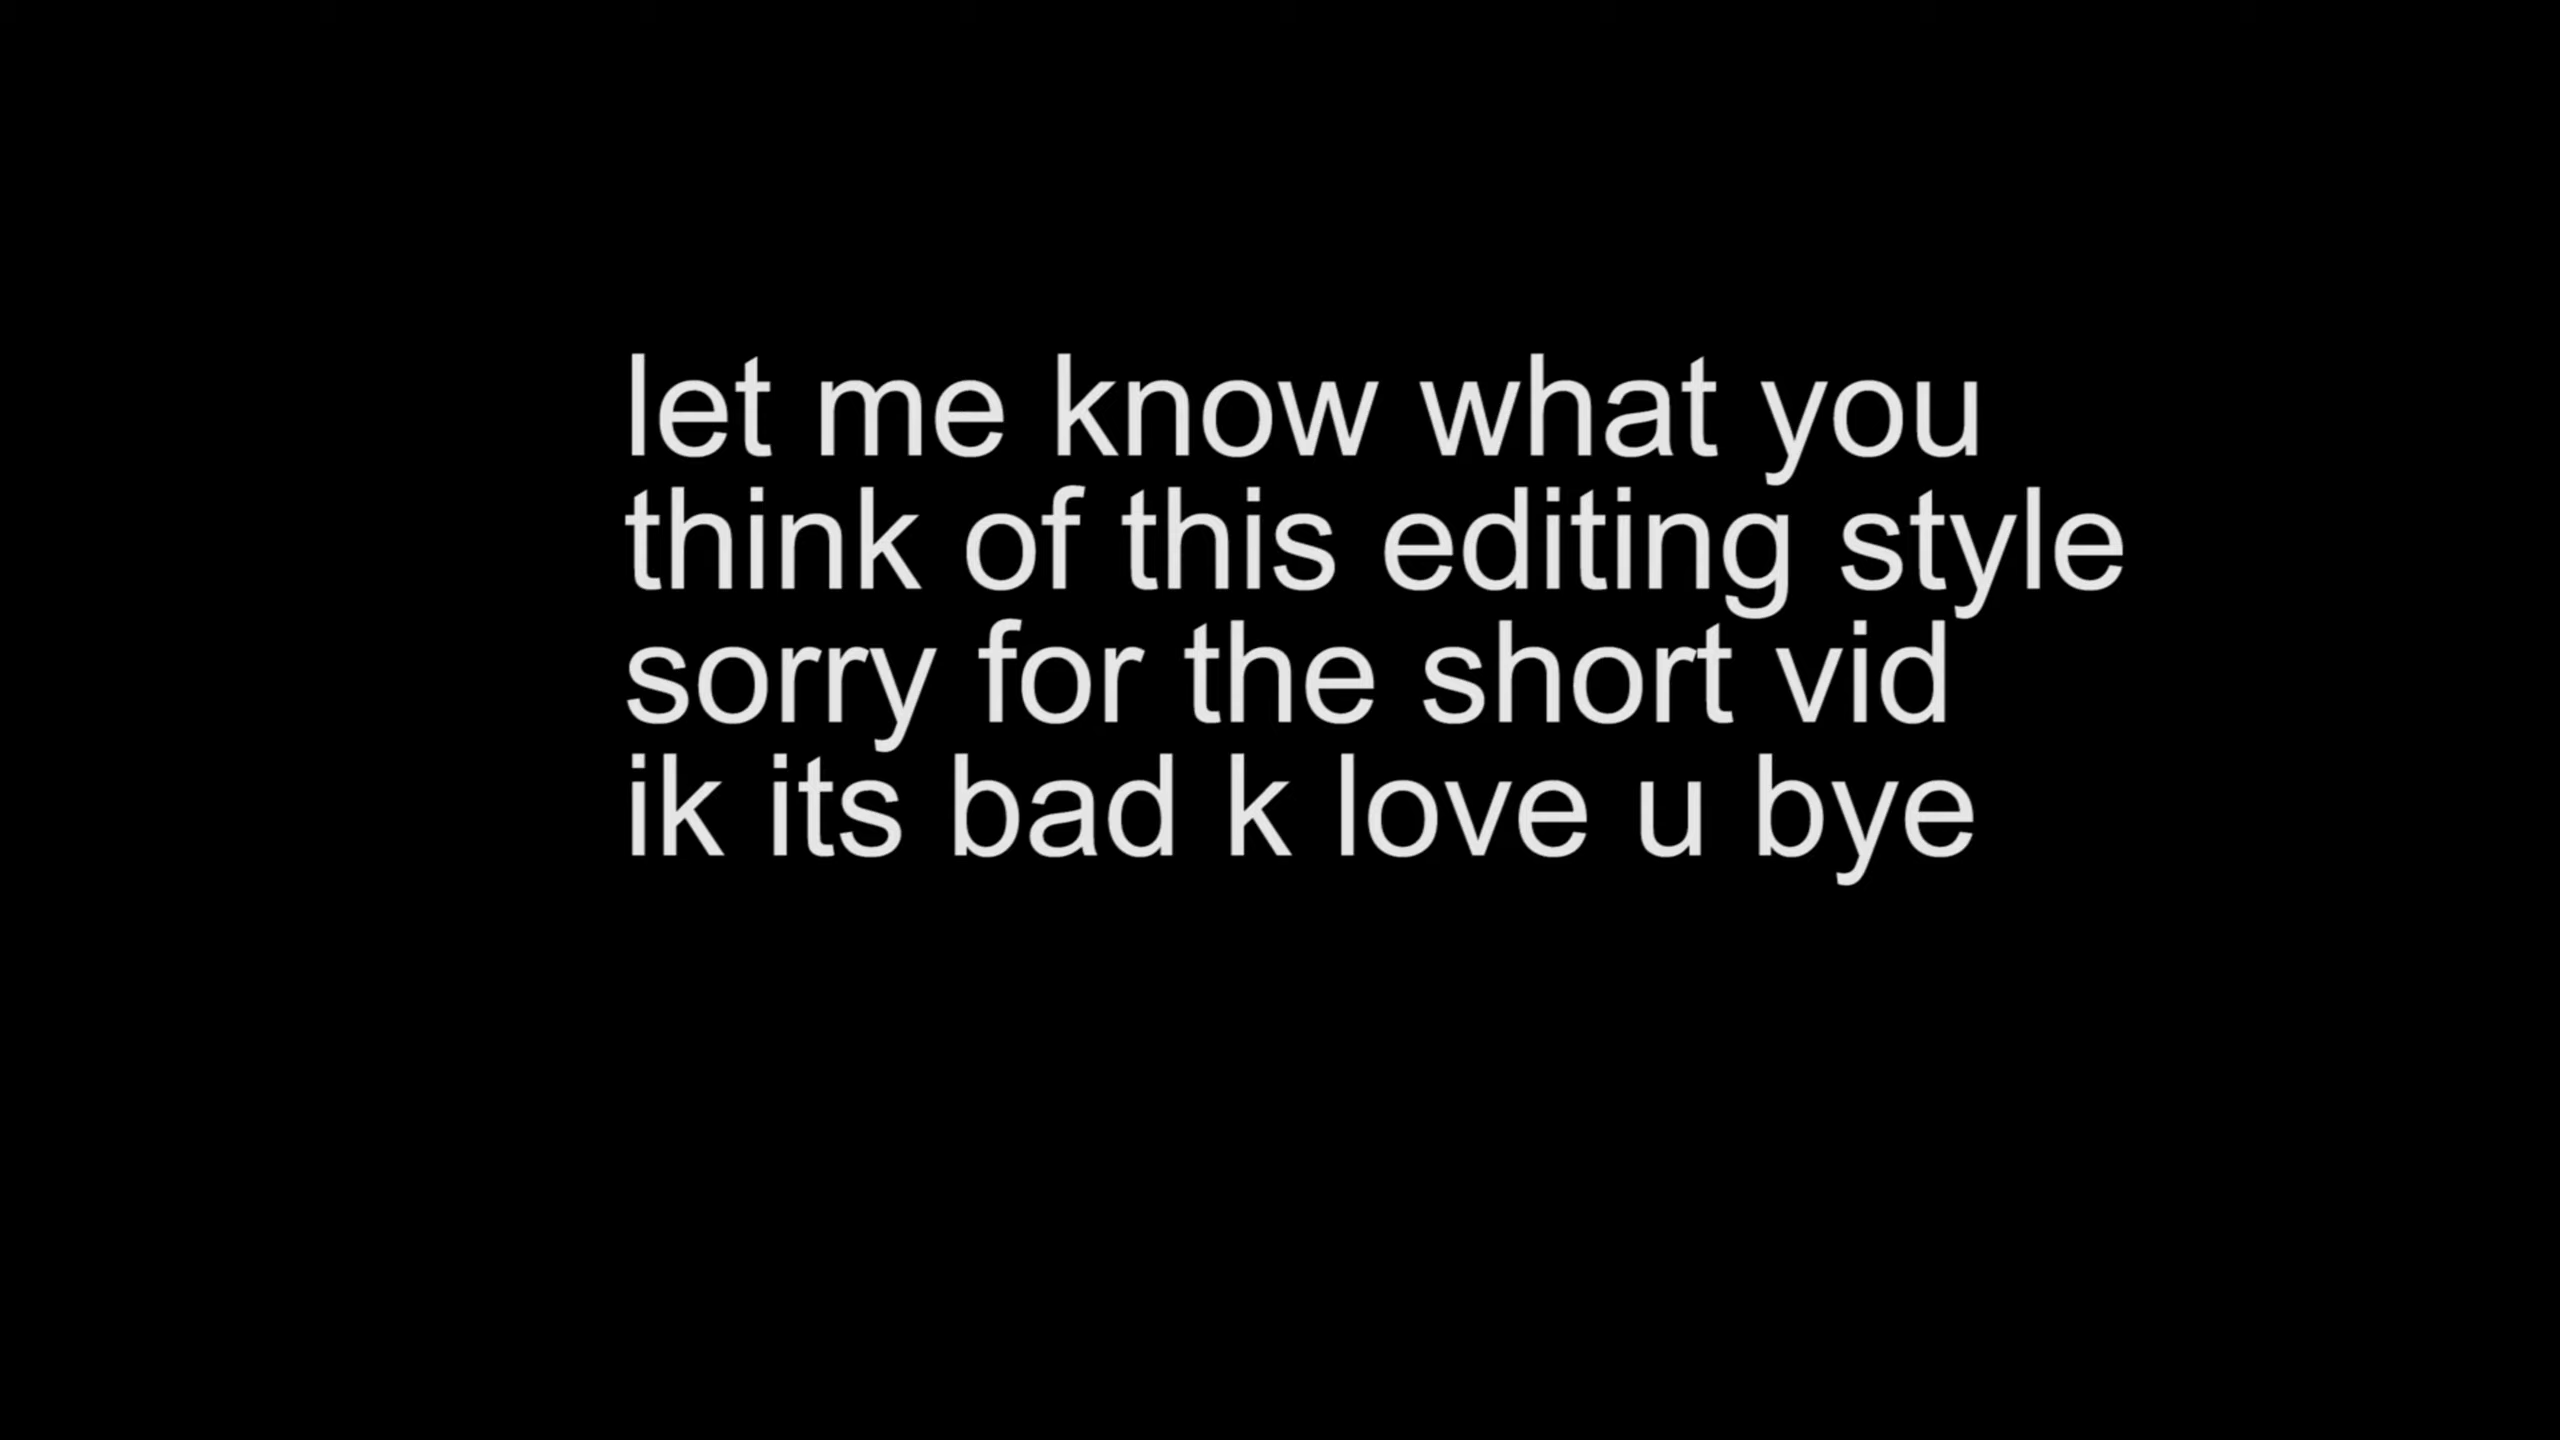 let me know what you
think of this editing style
sorry for the short vid
ik its bad k love u bye